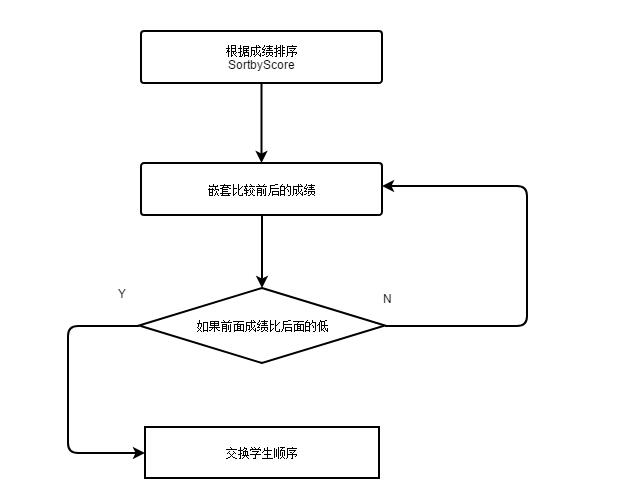 根据成绩排序
SortbyScore
嵌套比较前后的成绩
Y
N
如果前面成绩比后面的低
交换学生顺序